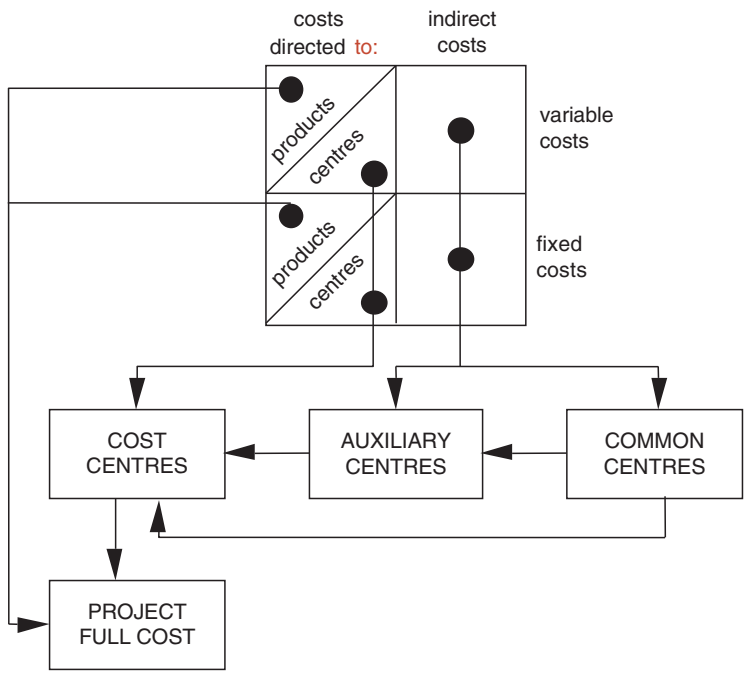 costs
directed to:
indirect
costs
products
centres
variable
costs
products
centres
fixed
costs
COST
CENTRES
AUXILIARY
CENTRES
COMMON
CENTRES
PROJECT
FULL COST